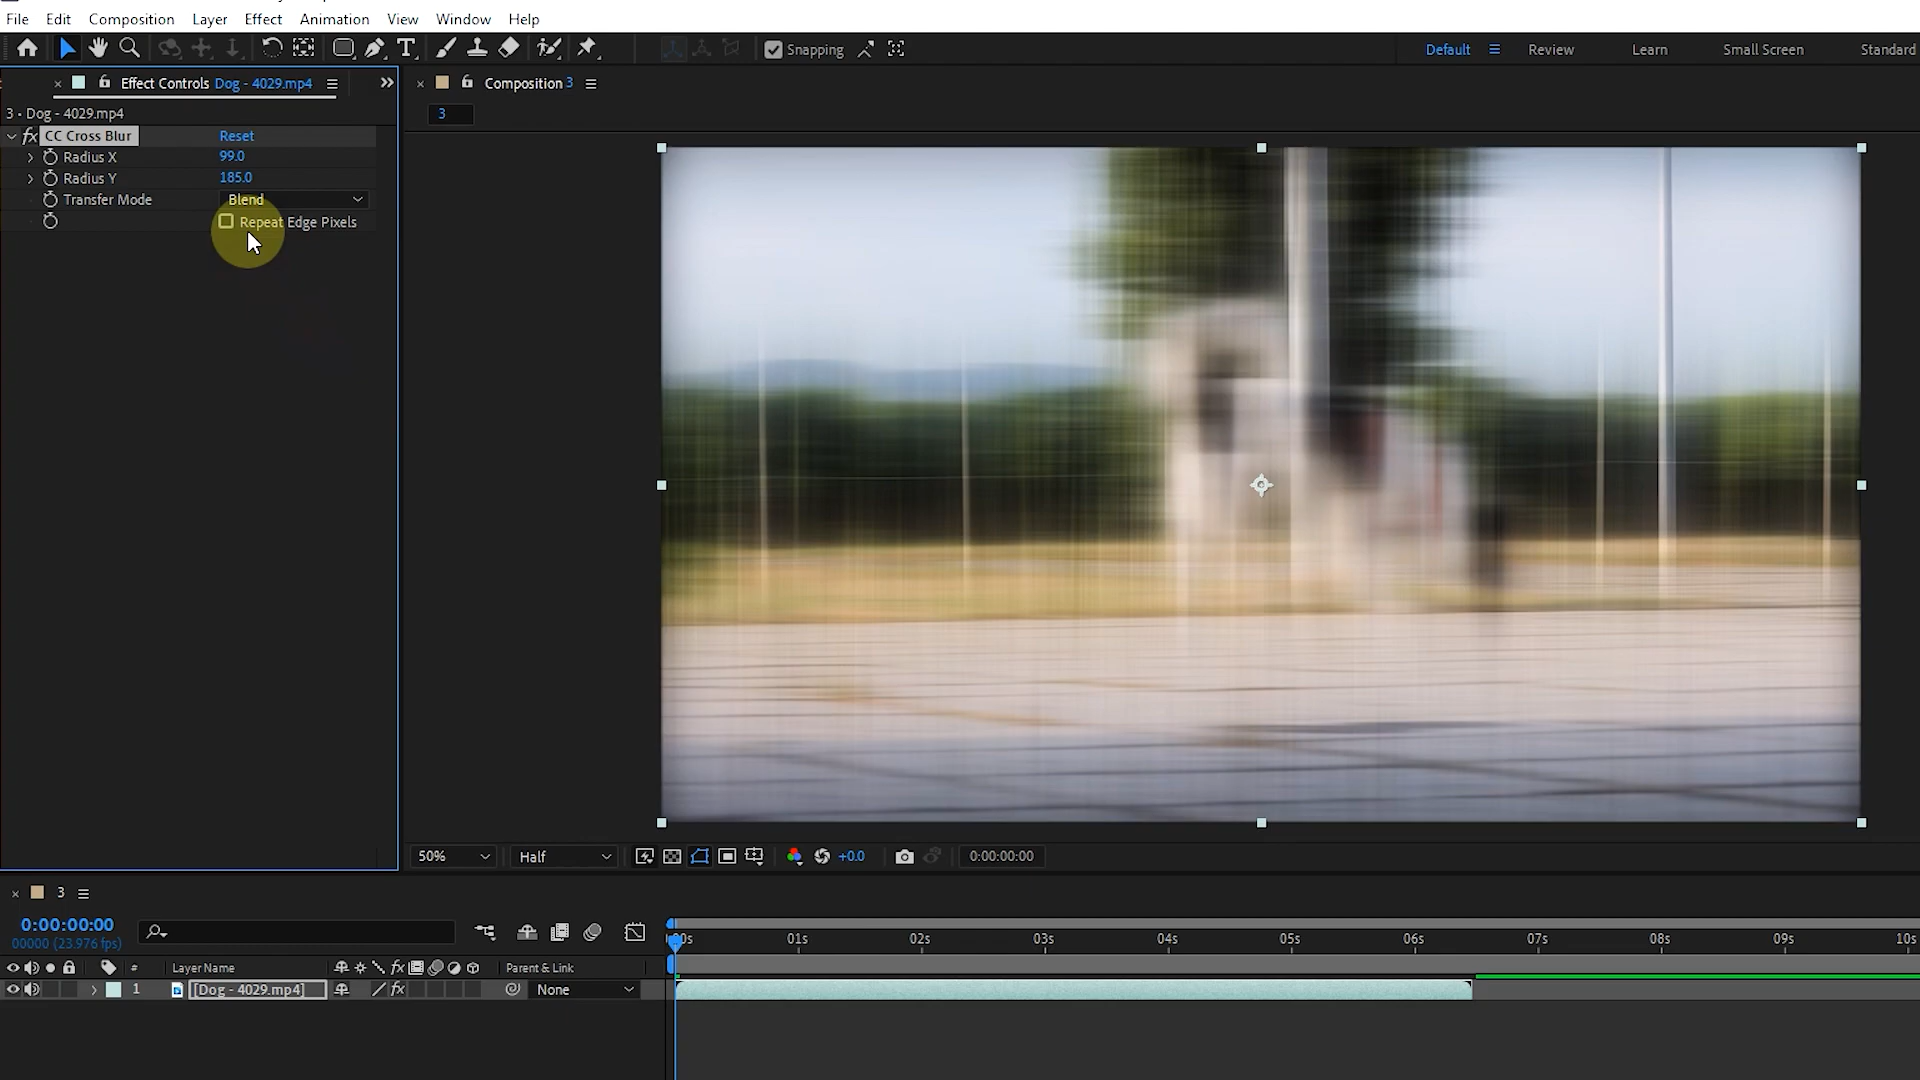 File Edit Composition Layer Effect Animation View Window Help
Snapping Default Review Learn Small Screen Standard
Effect Controls Dog - 4029.mp4
Composition 3
3 • Dog - 4029.mp4
3
fx CC Cross Blur Reset
Radius X 99.0
Radius Y 185.0
Transfer Mode Blend
Repeat Edge Pixels
50% Half +0.0 0:00:00:00
3
0:00:00:00
00000 (23.976 fps)
00s 01s 02s 03s 04s 05s 06s 07s 08s 09s 10s
# Layer Name fx Parent & Link
1 [Dog - 4029.mp4] fx None